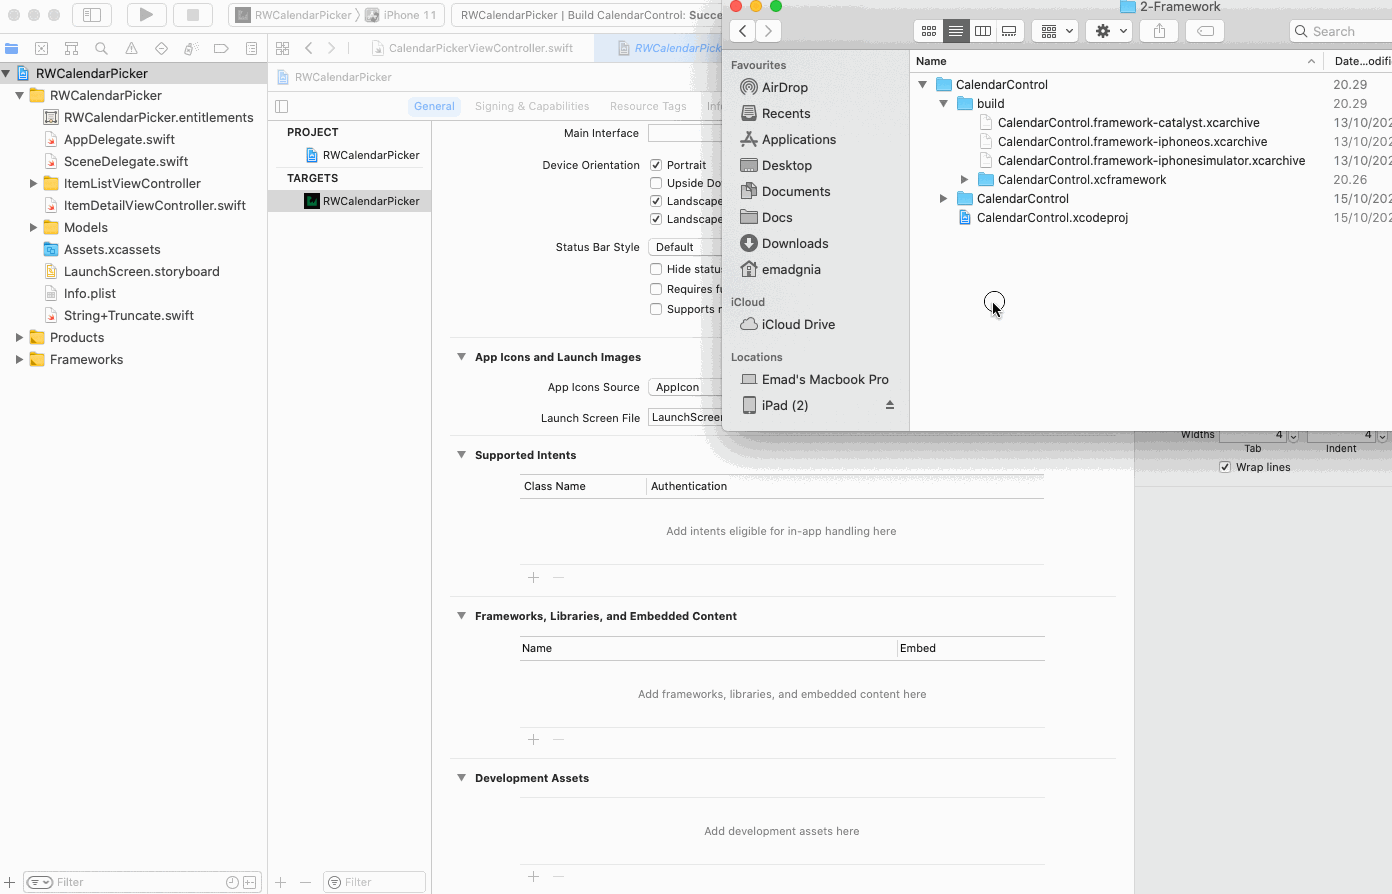 RWCalendarPicker
iPhone 11
RWCalendarPicker | Build CalendarControl: Succe
CalendarPickerViewController.swift
RWCalendarPick
RWCalendarPicker
RWCalendarPicker
RWCalendarPicker
RWCalendarPicker.entitlements
AppDelegate.swift
SceneDelegate.swift
ItemListViewController
ItemDetailViewController.swift
Models
Assets.xcassets
LaunchScreen.storyboard
Info.plist
String+Truncate.swift
Products
Frameworks
Filter
General
Signing & Capabilities
Resource Tags
Inf
PROJECT
RWCalendarPicker
TARGETS
RWCalendarPicker
Filter
Main Interface
Device Orientation
Portrait
Upside Do
Landscape
Landscape
Status Bar Style
Default
Hide statu
Requires fu
Supports
App Icons and Launch Images
App Icons Source
AppIcon
Launch Screen File
LaunchScreen
Supported Intents
Class Name
Authentication
Add intents eligible for in-app handling here
Frameworks, Libraries, and Embedded Content
Name
Embed
Add frameworks, libraries, and embedded content here
Development Assets
Add development assets here
2-Framework
Search
Favourites
AirDrop
Recents
Applications
Desktop
Documents
Docs
Downloads
emadgnia
iCloud
iCloud Drive
Locations
Emad's Macbook Pro
iPad (2)
Name
Date...odifi
CalendarControl
20.29
build
20.29
CalendarControl.framework-catalyst.xcarchive
13/10/202
CalendarControl.framework-iphoneos.xcarchive
13/10/202
CalendarControl.framework-iphonesimulator.xcarchive
13/10/202
CalendarControl.xcframework
20.26
CalendarControl
15/10/202
CalendarControl.xcodeproj
15/10/202
Widths
4
4
Tab
Indent
Wrap lines